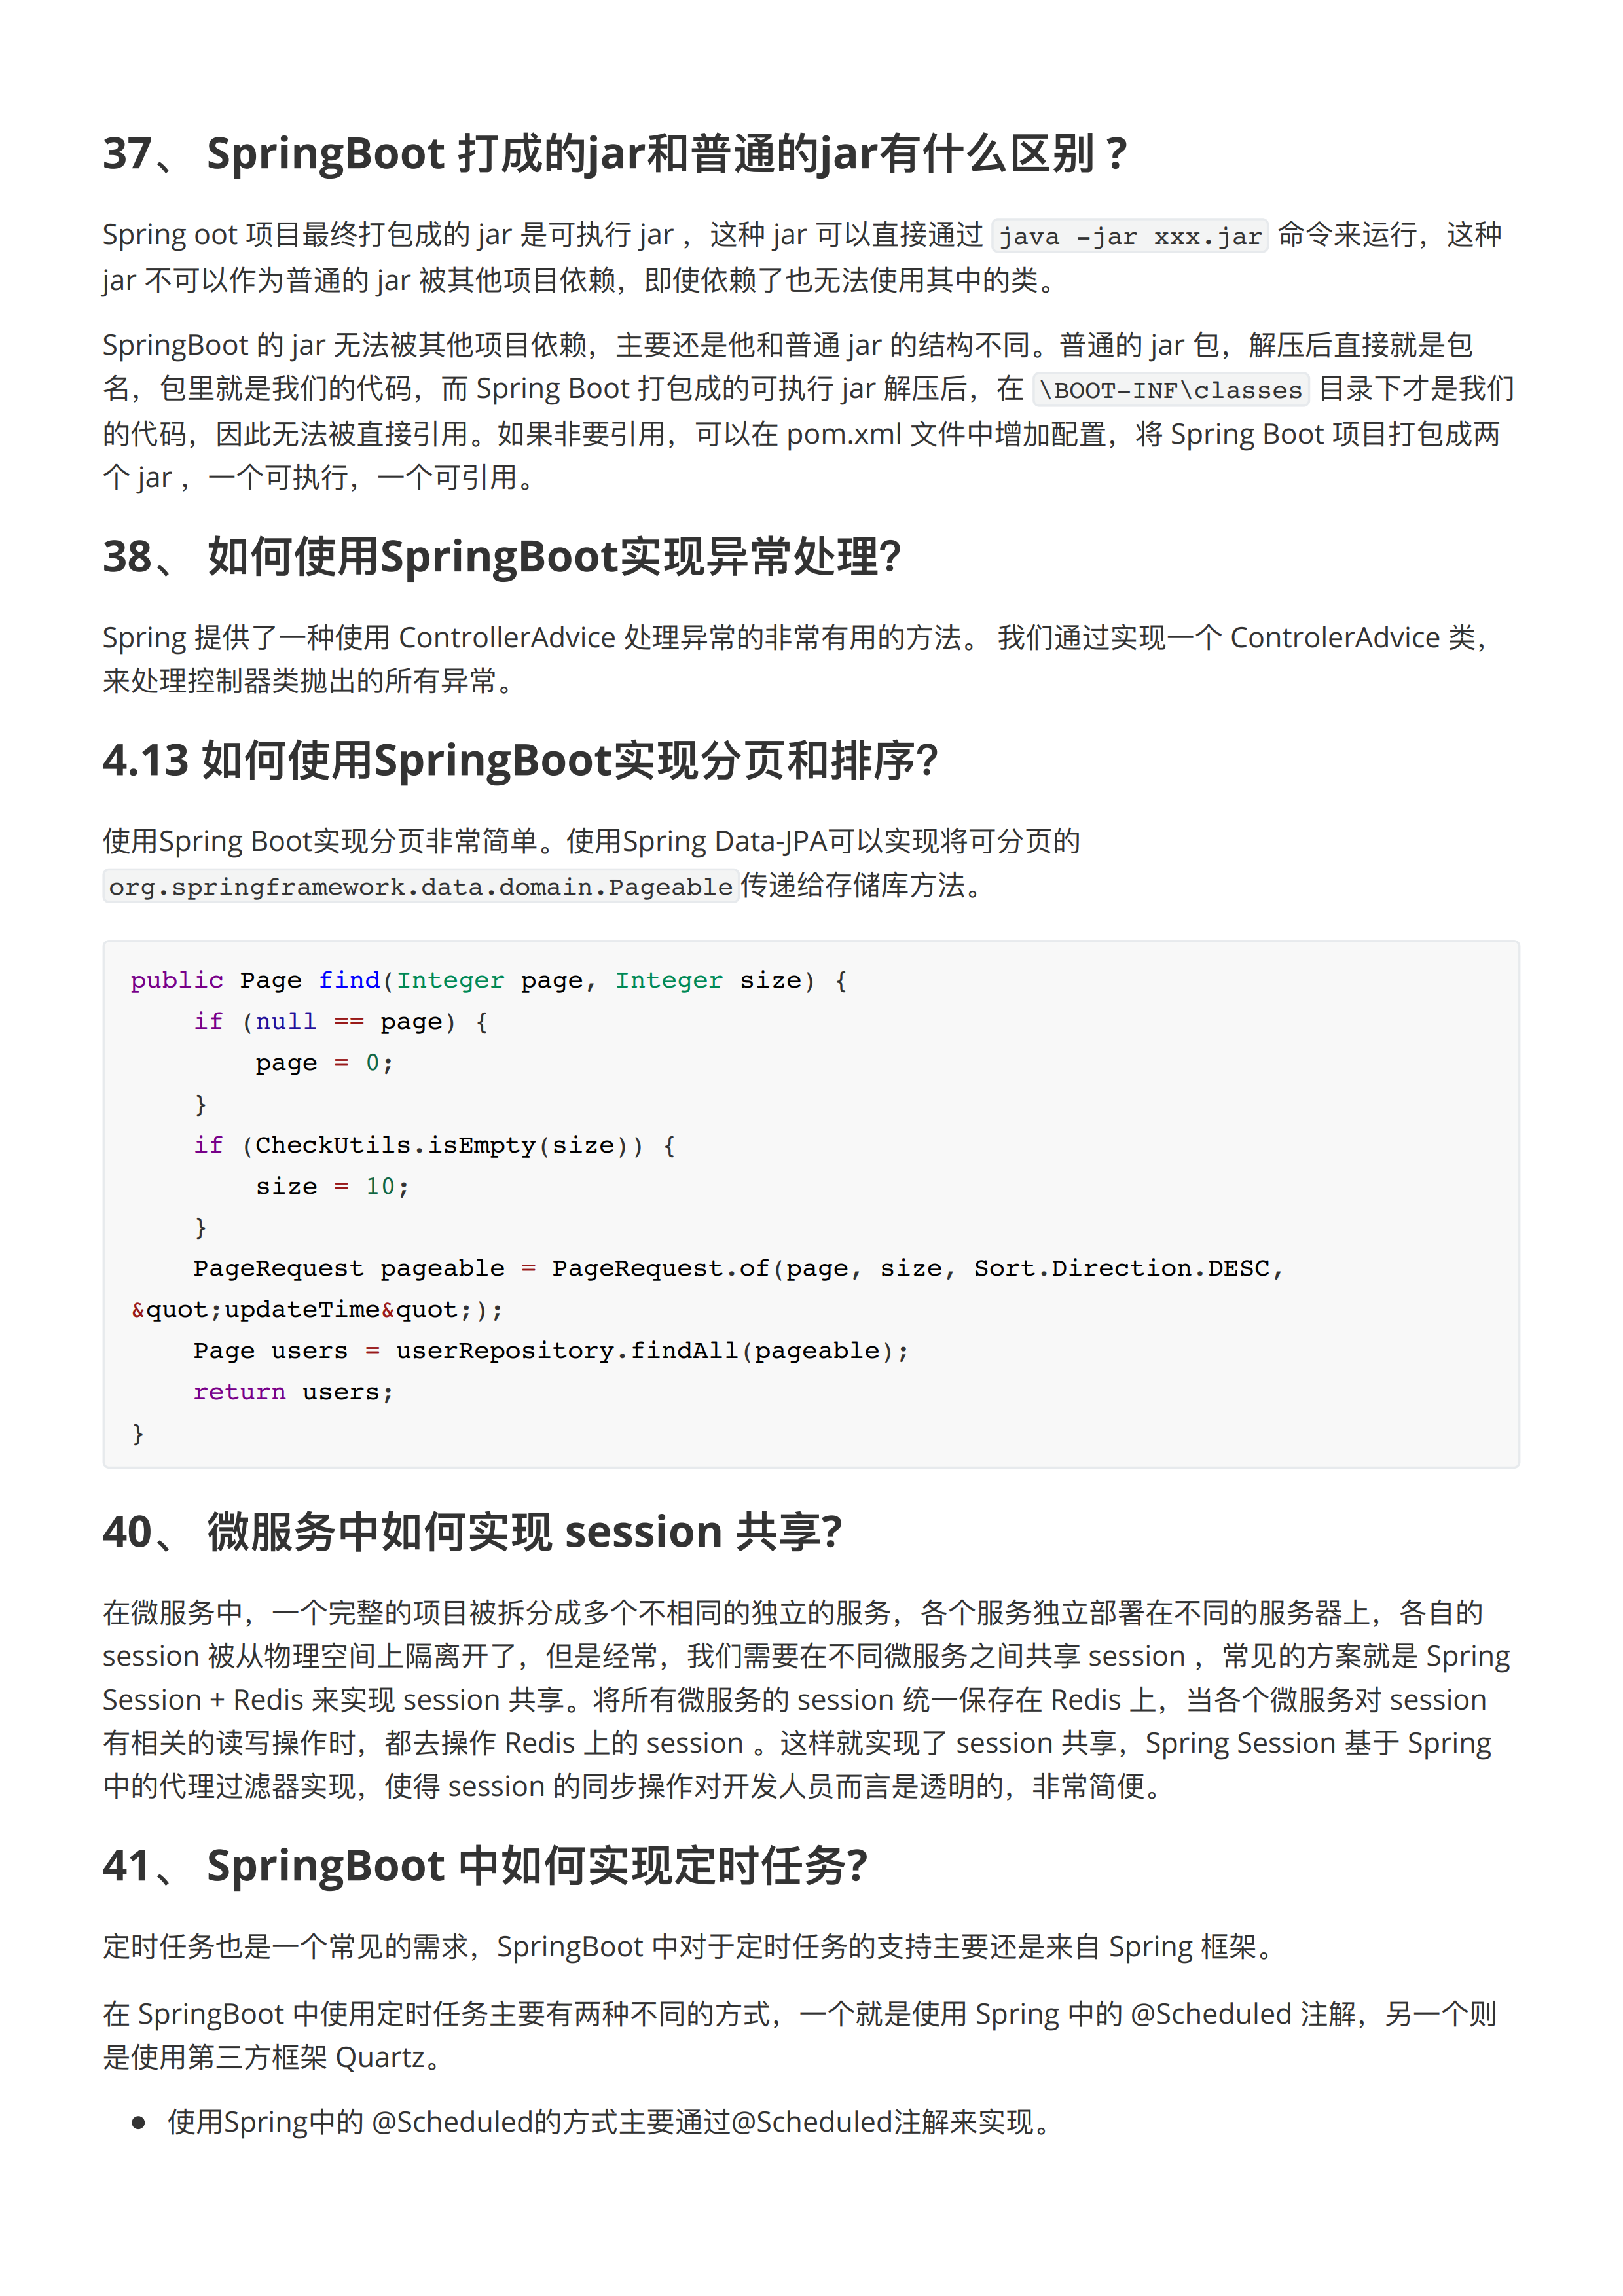 37、 SpringBoot 打成的jar和普通的jar有什么区别 ?
Spring oot 项目最终打包成的 jar 是可执行 jar ，这种 jar 可以直接通过 java -jar xxx.jar 命令来运行，这种
jar 不可以作为普通的 jar 被其他项目依赖，即使依赖了也无法使用其中的类。
SpringBoot 的 jar 无法被其他项目依赖，主要还是他和普通 jar 的结构不同。普通的 jar 包，解压后直接就是包
名，包里就是我们的代码，而 Spring Boot 打包成的可执行 jar 解压后，在 \BOOT-INF\classes 目录下才是我们
的代码，因此无法被直接引用。如果非要引用，可以在 pom.xml 文件中增加配置，将 Spring Boot 项目打包成两
个 jar ，一个可执行，一个可引用。
38、 如何使用SpringBoot实现异常处理？
Spring 提供了一种使用 ControllerAdvice 处理异常的非常有用的方法。 我们通过实现一个 ControlerAdvice 类，
来处理控制器类抛出的所有异常。
4.13 如何使用SpringBoot实现分页和排序？
使用Spring Boot实现分页非常简单。使用Spring Data-JPA可以实现将可分页的
org.springframework.data.domain.Pageable传递给存储库方法。
public Page find(Integer page, Integer size) {
    if (null == page) {
        page = 0;
    }
    if (CheckUtils.isEmpty(size)) {
        size = 10;
    }
    PageRequest pageable = PageRequest.of(page, size, Sort.Direction.DESC,
&quot;updateTime&quot;);
    Page users = userRepository.findAll(pageable);
    return users;
}
40、 微服务中如何实现 session 共享?
在微服务中，一个完整的项目被拆分成多个不相同的独立的服务，各个服务独立部署在不同的服务器上，各自的
session 被从物理空间上隔离开了，但是经常，我们需要在不同微服务之间共享 session ，常见的方案就是 Spring
Session + Redis 来实现 session 共享。将所有微服务的 session 统一保存在 Redis 上，当各个微服务对 session
有相关的读写操作时，都去操作 Redis 上的 session 。这样就实现了 session 共享，Spring Session 基于 Spring
中的代理过滤器实现，使得 session 的同步操作对开发人员而言是透明的，非常简便。
41、 SpringBoot 中如何实现定时任务?
定时任务也是一个常见的需求，SpringBoot 中对于定时任务的支持主要还是来自 Spring 框架。
在 SpringBoot 中使用定时任务主要有两种不同的方式，一个就是使用 Spring 中的 @Scheduled 注解，另一个则
是使用第三方框架 Quartz。
● 使用Spring中的 @Scheduled的方式主要通过@Scheduled注解来实现。